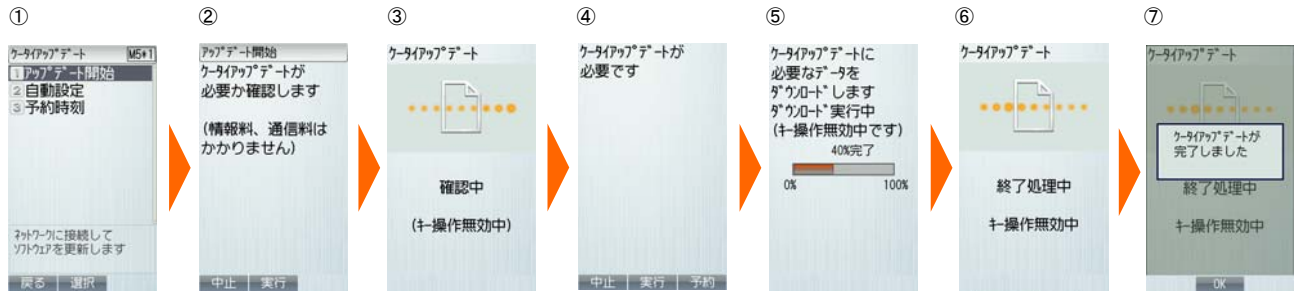 ①
ケータイアップデート M5*1
1アップデート開始
2自動設定
3予約時刻
ネットワークに接続して
ソフトウェアを更新します
戻る 選択
②
アップデート開始
ケータイアップデートが
必要か確認します
(情報料、通信料は
かかりません)
中止 実行
③
ケータイアップデート
確認中
(キー操作無効中)
④
ケータイアップデートが
必要です
中止 実行 予約
⑤
ケータイアップデートに
必要なデータを
ダウンロードします
ダウンロード実行中
(キー操作無効中です)
40%完了
0% 100%
⑥
ケータイアップデート
終了処理中
キー操作無効中
⑦
ケータイアップデート
ケータイアップデートが
完了しました
終了処理中
キー操作無効中
OK